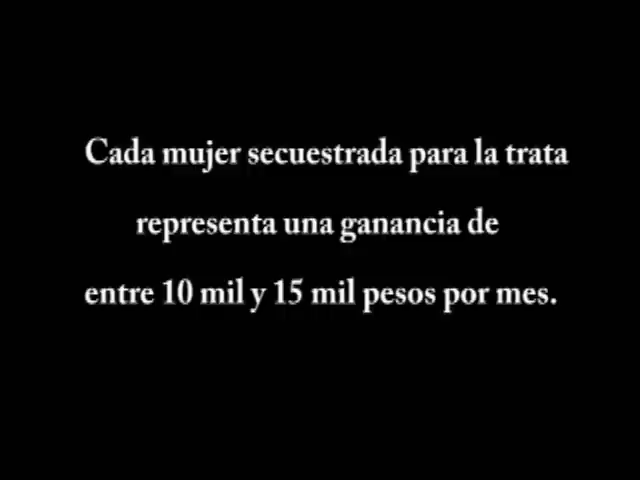 Cada mujer secuestrada para la trata
representa una ganancia de
entre 10 mil y 15 mil pesos por mes.